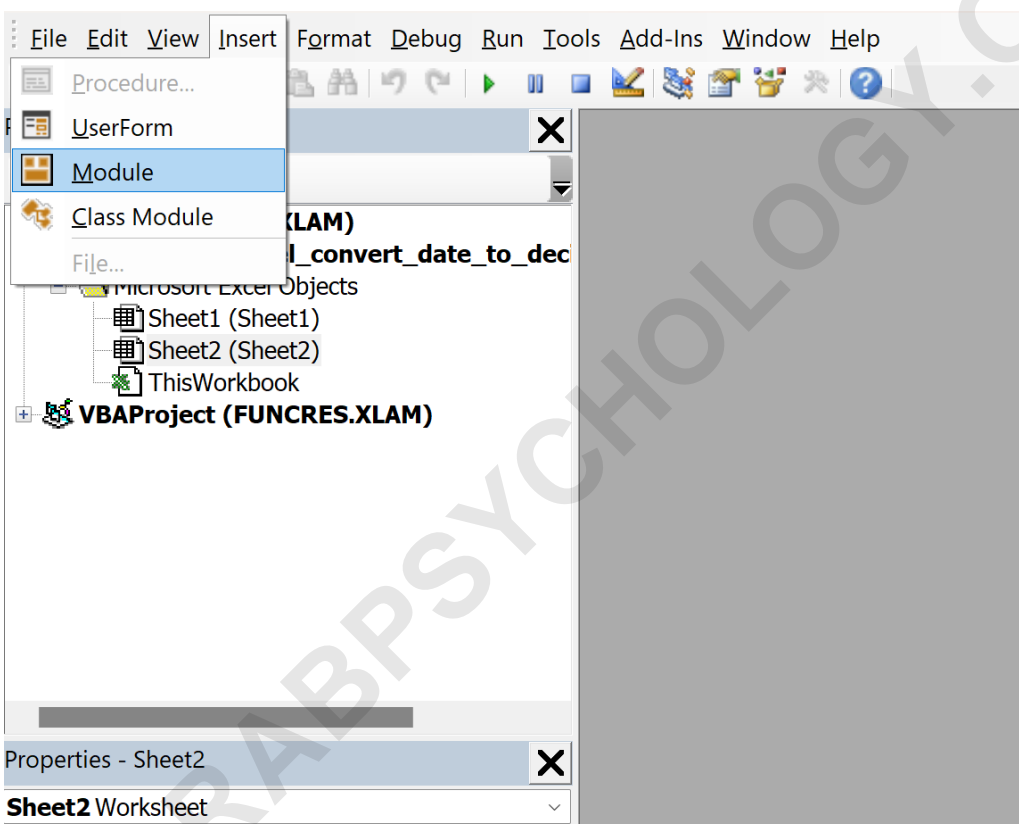 File Edit View Insert Format Debug Run Tools Add-Ins Window Help
Procedure...
UserForm
Module
Class Module
File...
XLAM)
l_convert_date_to_deci
Microsoft Excel Objects
Sheet1 (Sheet1)
Sheet2 (Sheet2)
ThisWorkbook
VBAProject (FUNCRES.XLAM)
Properties - Sheet2
Sheet2 Worksheet
RABPSYCHOLOGY.C